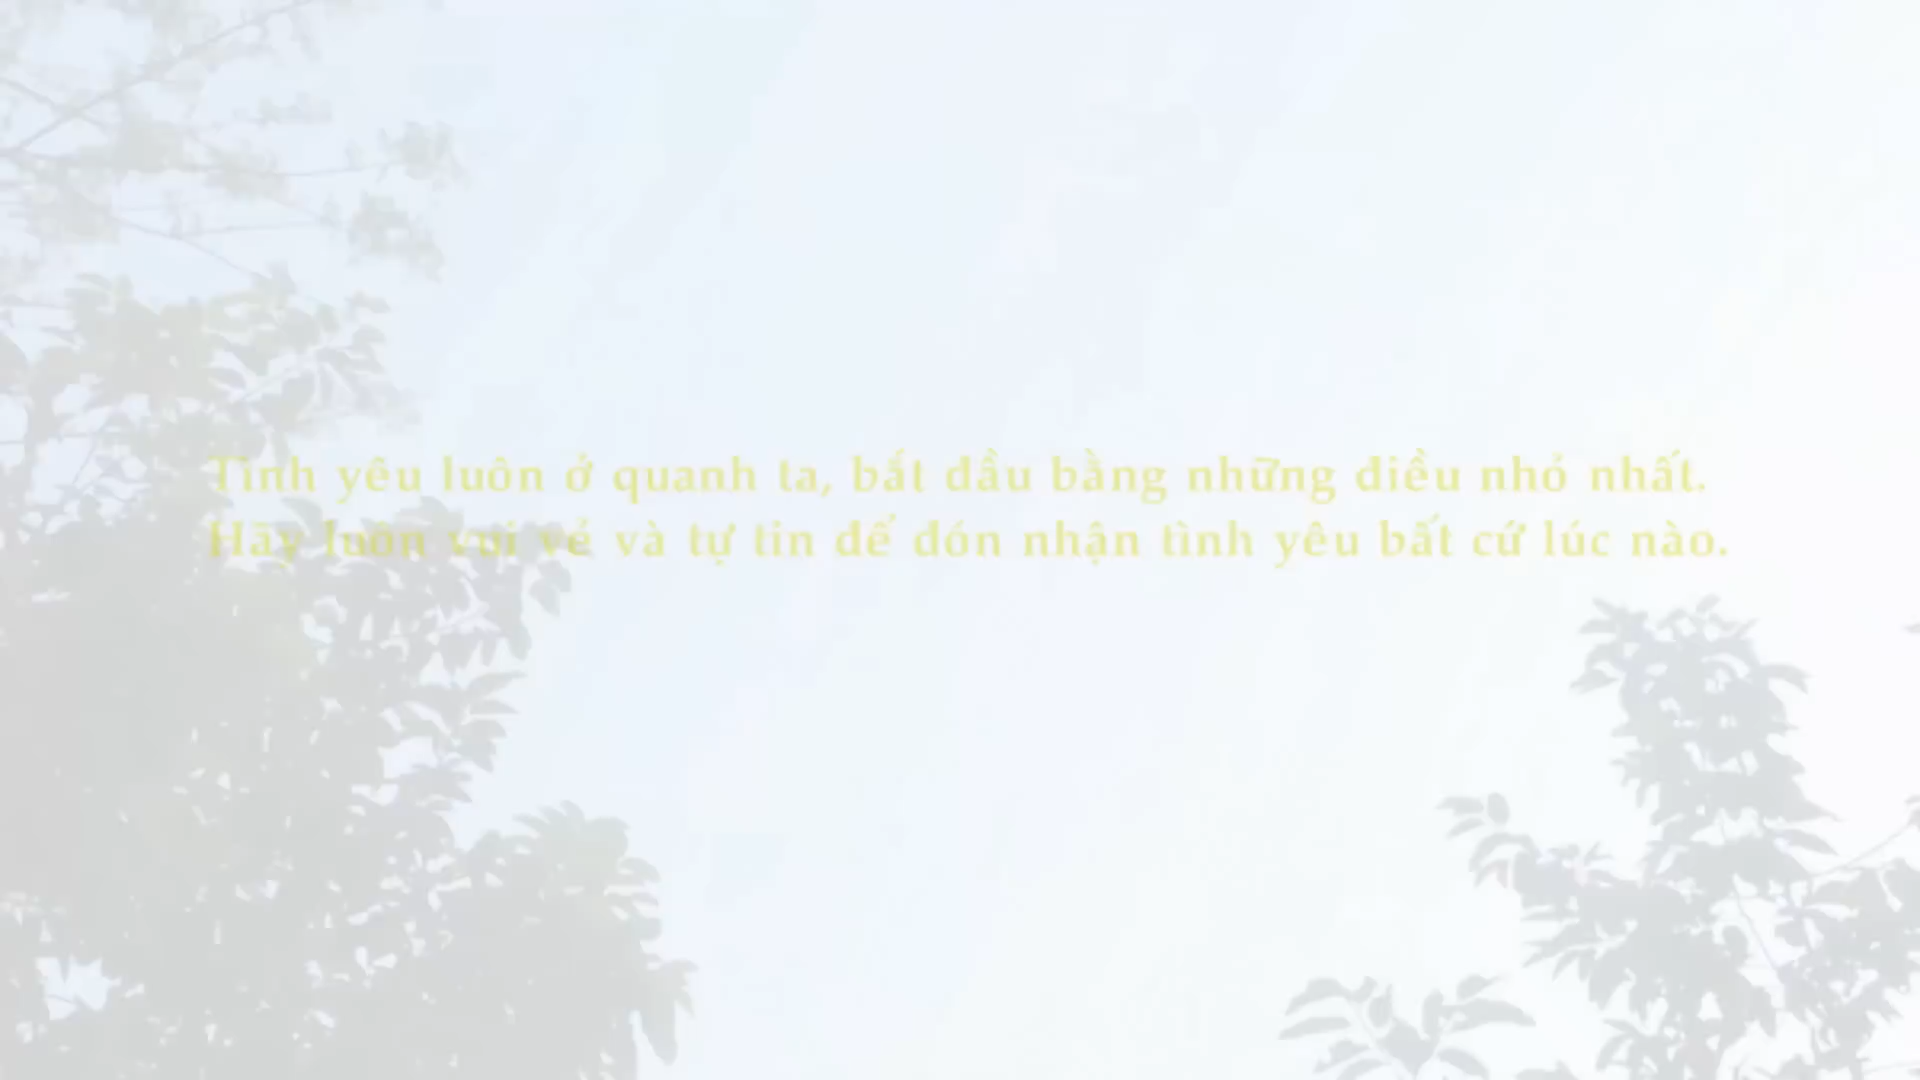 Tình yêu luôn ở quanh ta, bắt đầu bằng những điều nhỏ nhất.
Hãy luôn vui vẻ và tự tin để đón nhận tình yêu bất cứ lúc nào.